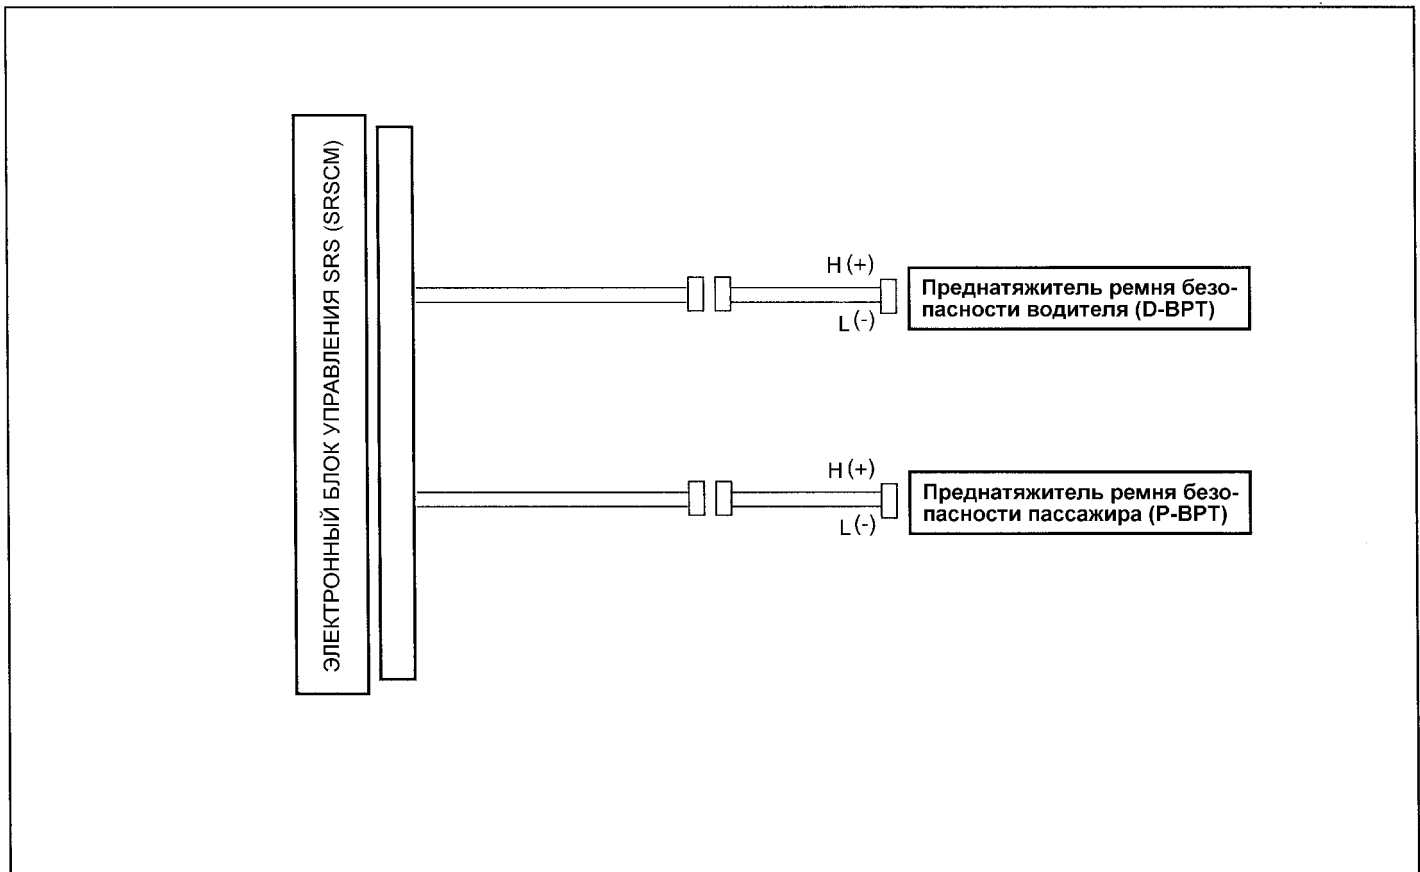 ЭЛЕКТРОННЫЙ БЛОК УПРАВЛЕНИЯ SRS (SRSCM)
H (+)
L (-)
Преднатяжитель ремня безо-
пасности водителя (D-BPT)
H (+)
L (-)
Преднатяжитель ремня безо-
пасности пассажира (P-BPT)